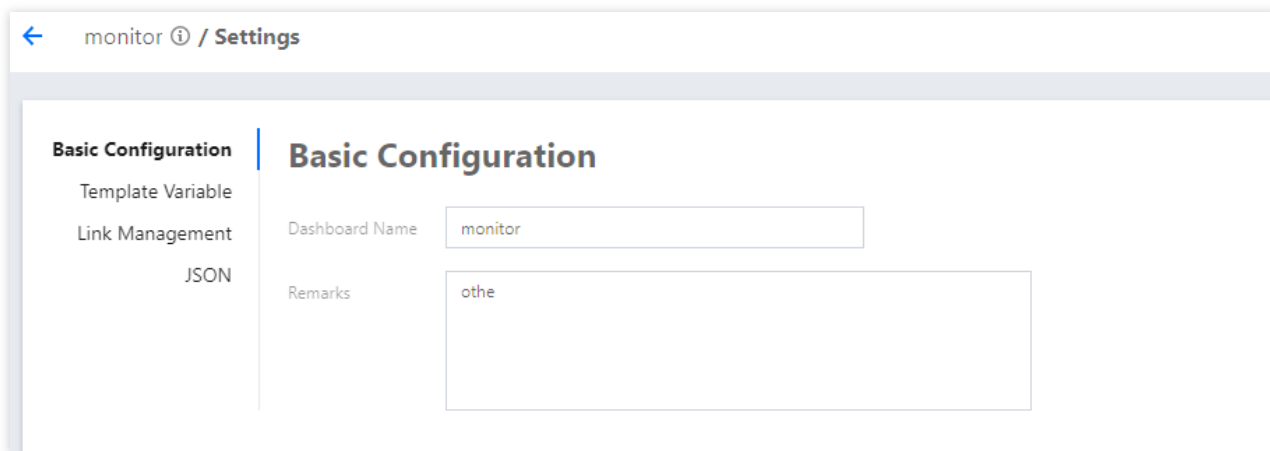 monitor / Settings
Basic Configuration
Template Variable
Link Management
JSON
Basic Configuration
Dashboard Name monitor
Remarks othe